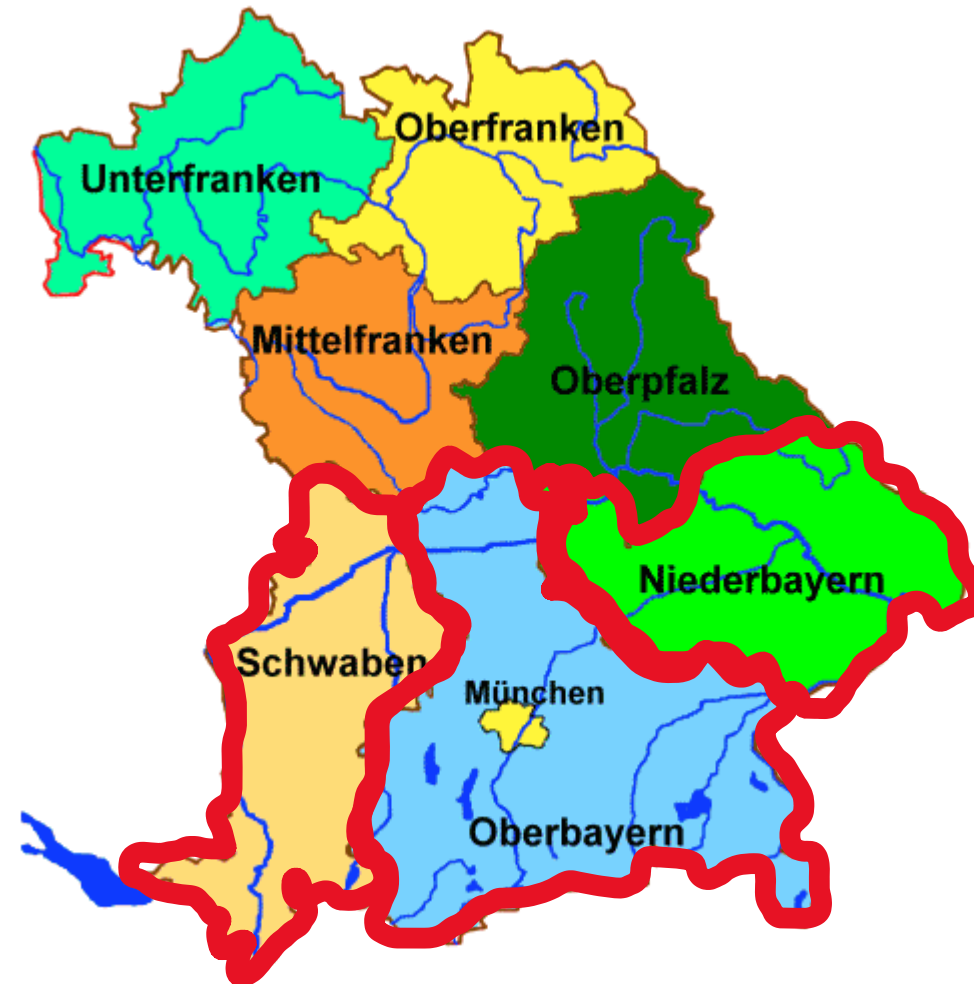 Oberfranken
Unterfranken
Mittelfranken
Oberpfalz
Niederbayern
Schwaben
München
Oberbayern